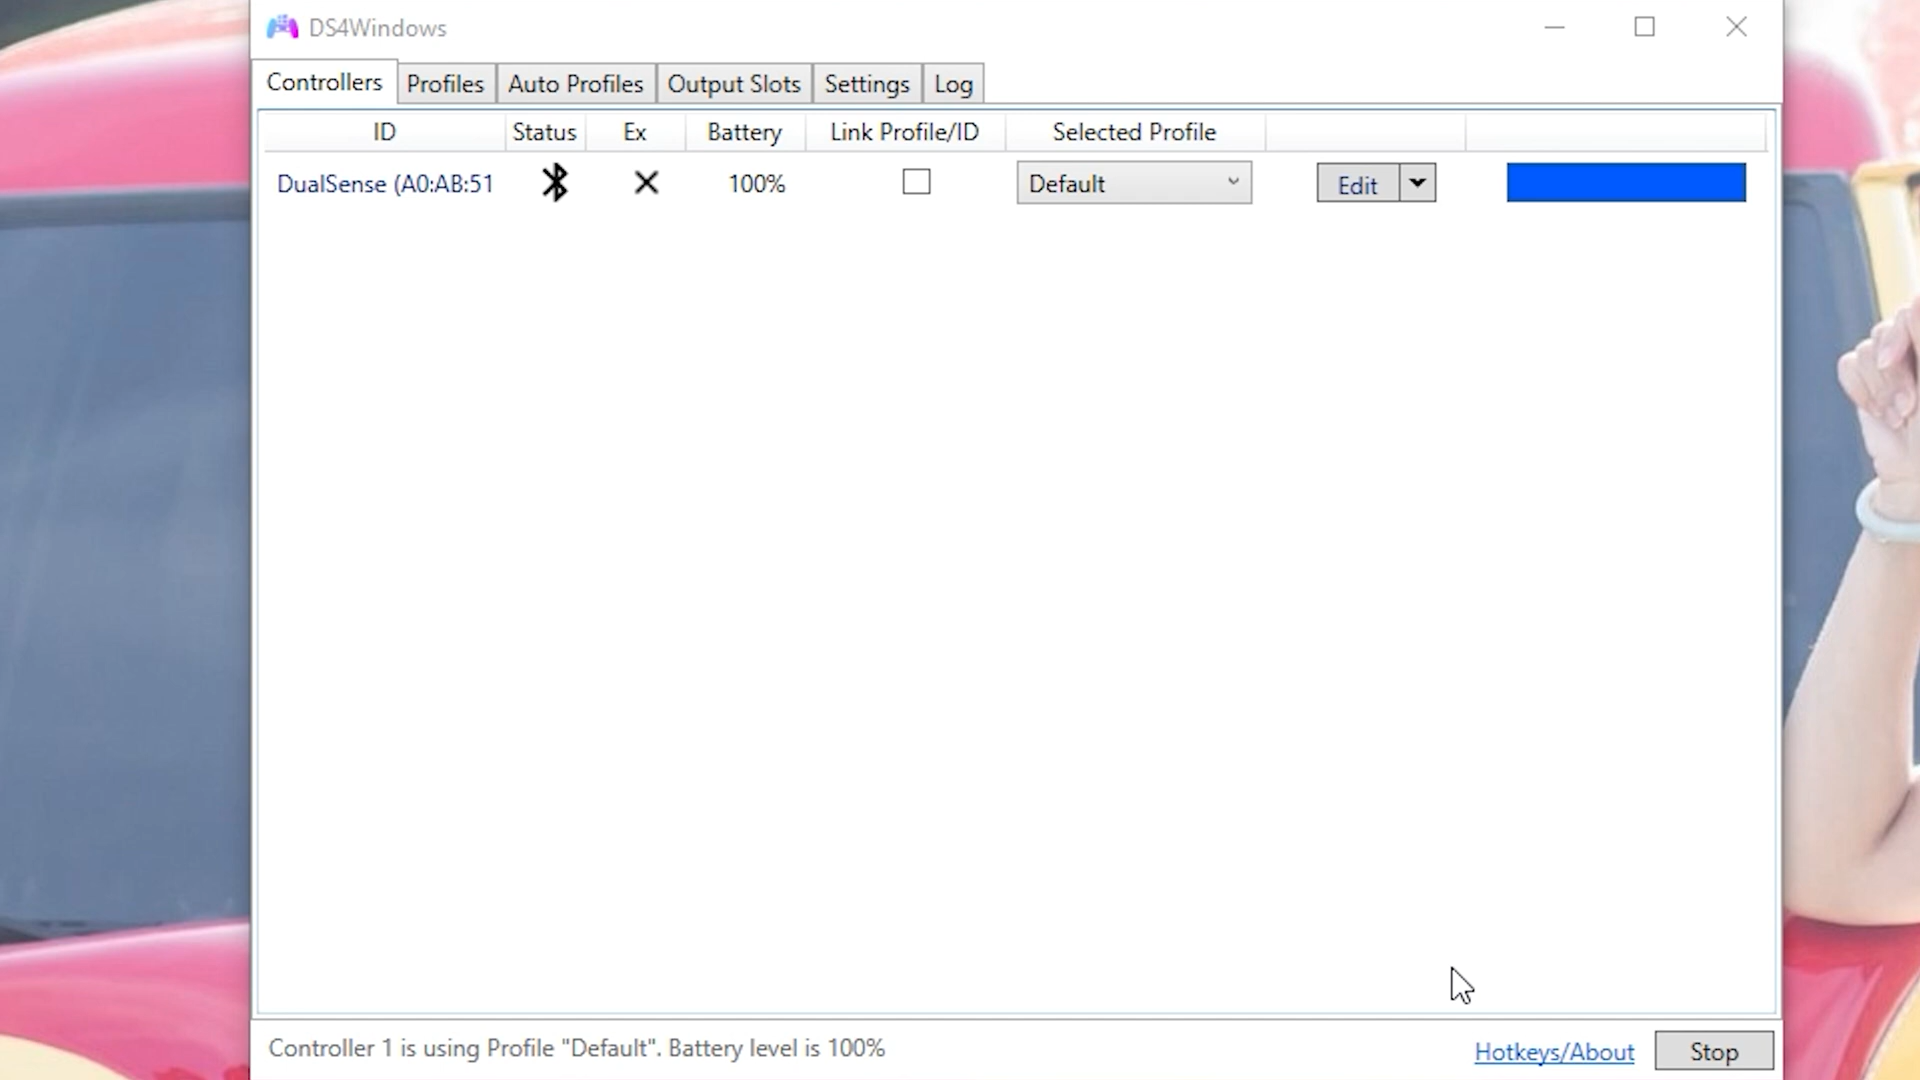 DS4Windows
Controllers Profiles Auto Profiles Output Slots Settings Log
ID Status Ex Battery Link Profile/ID Selected Profile
DualSense (A0:AB:51 100% Default Edit
Controller 1 is using Profile "Default". Battery level is 100% Hotkeys/About Stop